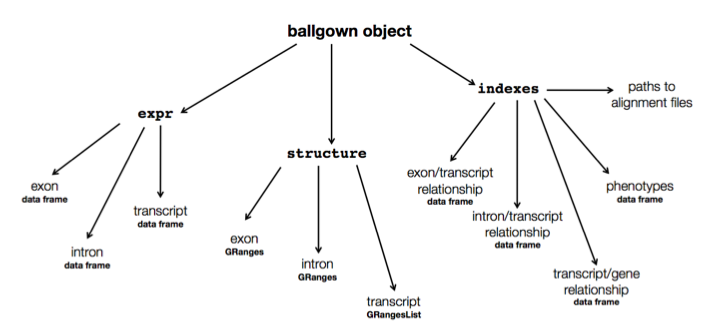 ballgown object
expr
exon
data frame
intron
data frame
transcript
data frame
structure
exon
GRanges
intron
GRanges
transcript
GRangesList
indexes
exon/transcript
relationship
data frame
intron/transcript
relationship
data frame
transcript/gene
relationship
data frame
phenotypes
data frame
paths to
alignment files